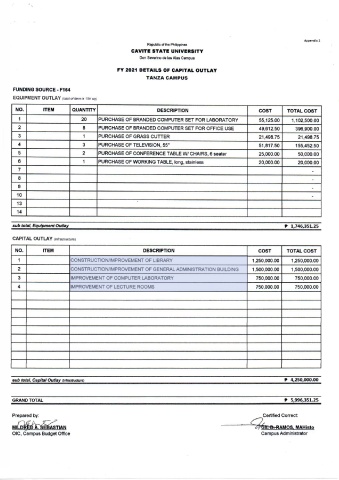 Appendix 2
Republic of the Philippines
CAVITE STATE UNIVERSITY
Don Severino de las Alas Campus
FY 2021 DETAILS OF CAPITAL OUTLAY
TANZA CAMPUS
FUNDING SOURCE - F164
EQUIPMENT OUTLAY
NO. ITEM QUANTITY DESCRIPTION COST TOTAL COST
1 20 PURCHASE OF BRANDED COMPUTER SET FOR LABORATORY 55,125.00 1,102,500.00
2 8 PURCHASE OF BRANDED COMPUTER SET FOR OFFICE USE 49,612.50 396,900.00
3 1 PURCHASE OF GRASS CUTTER 21,498.75 21,498.75
4 3 PURCHASE OF TELEVISION, 55" 51,817.50 155,452.50
5 2 PURCHASE OF CONFERENCE TABLE W/ CHAIRS, 6 seater 25,000.00 50,000.00
6 1 PURCHASE OF WORKING TABLE, long, stainless 20,000.00 20,000.00
7 -
8 -
9 -
10 -
13
14
sub total, Equipment Outlay ₱ 1,746,351.25
CAPITAL OUTLAY (Infrastructure)
NO. ITEM DESCRIPTION COST TOTAL COST
1 CONSTRUCTION/IMPROVEMENT OF LIBRARY 1,250,000.00 1,250,000.00
2 CONSTRUCTION/IMPROVEMENT OF GENERAL ADMINISTRATION BUILDING 1,500,000.00 1,500,000.00
3 IMPROVEMENT OF COMPUTER LABORATORY 750,000.00 750,000.00
4 IMPROVEMENT OF LECTURE ROOMS 750,000.00 750,000.00
sub total, Capital Outlay (Infrastructure) ₱ 4,250,000.00
GRAND TOTAL ₱ 5,996,351.25
Prepared by: Certified Correct:
MILDRED A. SEBASTIAN RAMOS, MAHisto
OIC, Campus Budget Office Campus Administrator